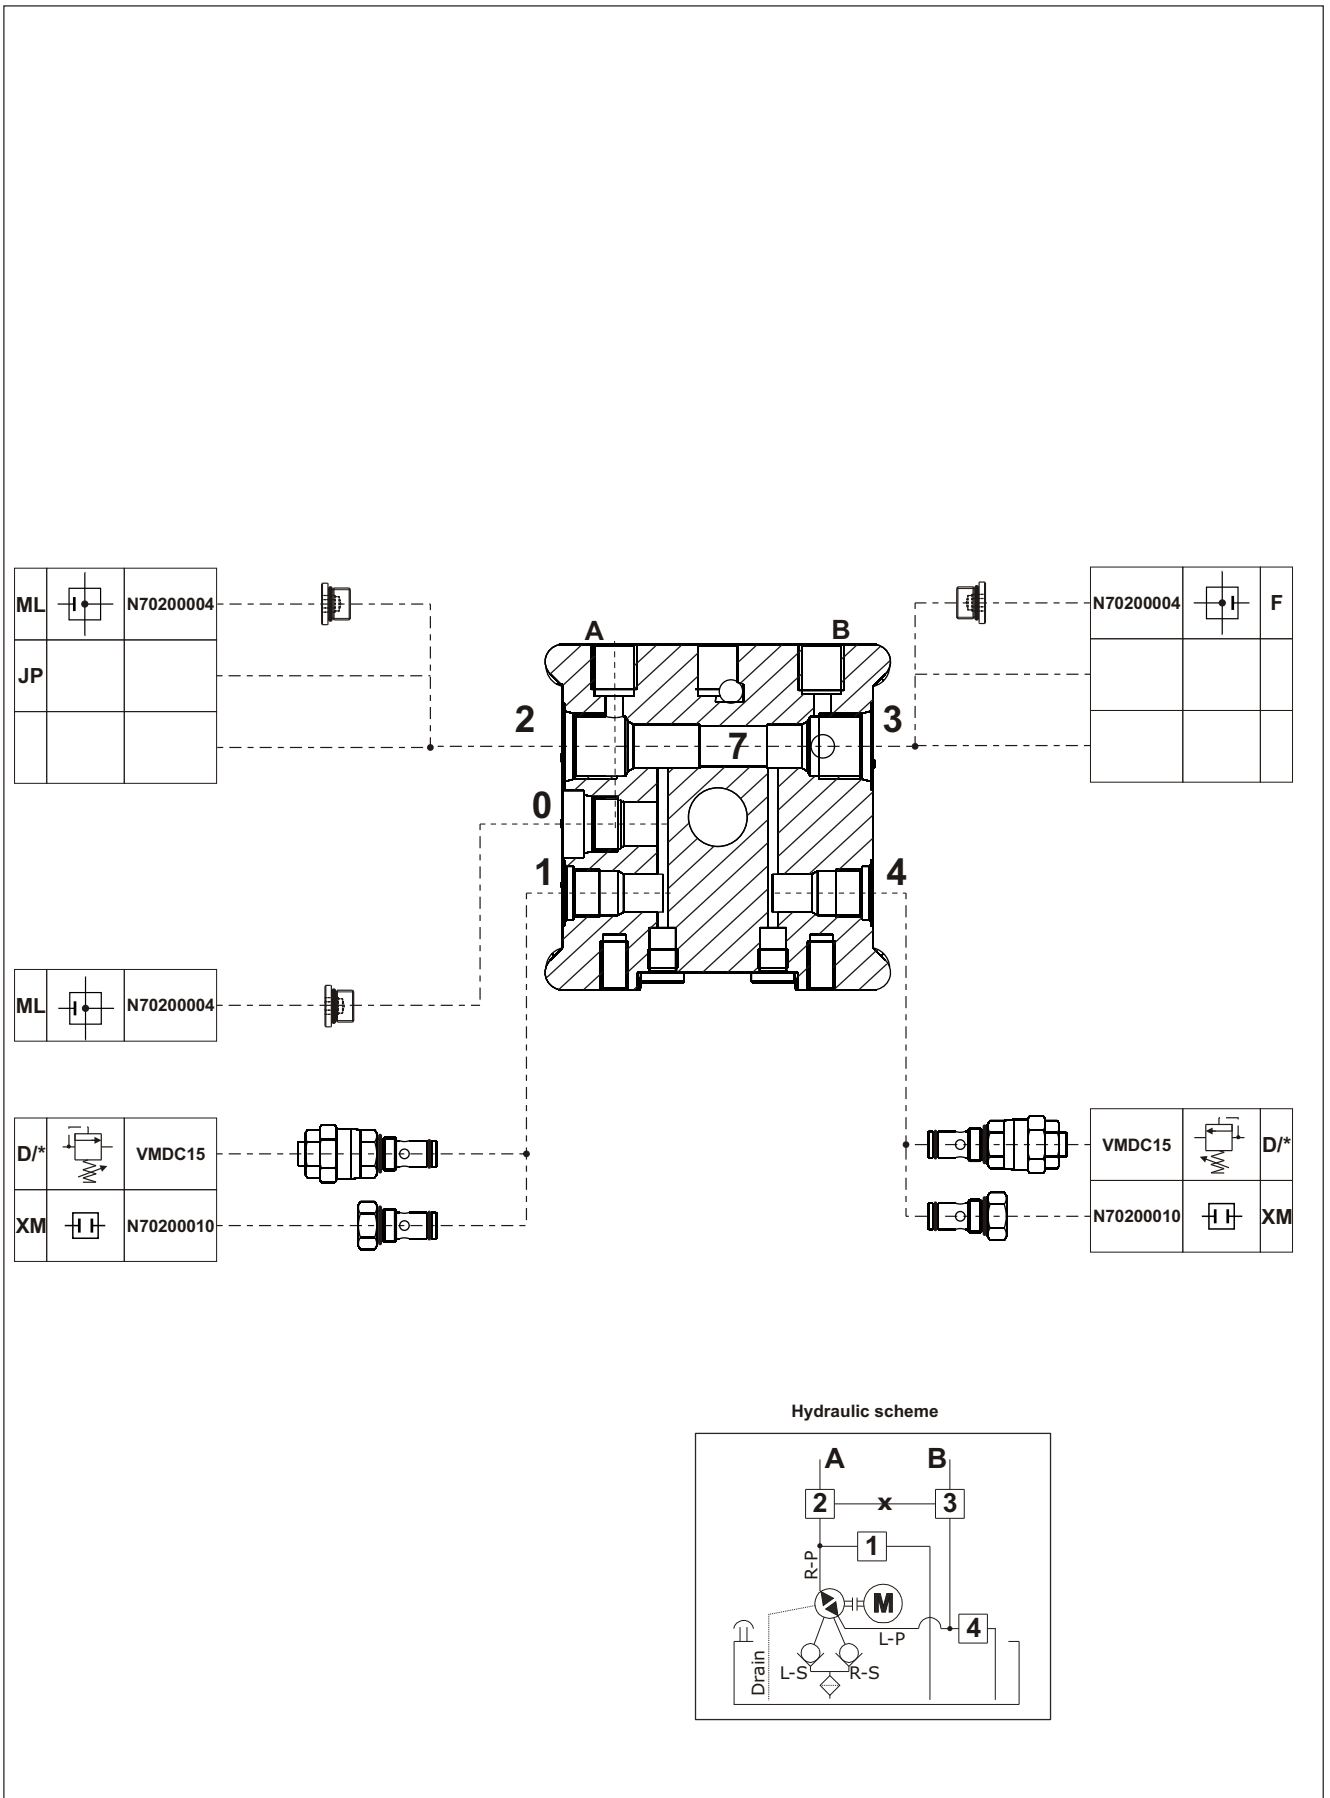 ML N70200004
JP
N70200004 F
A B
2 3
7
0
1 4
ML N70200004
D/* VMDC15
XM N70200010
VMDC15 D/*
N70200010 XM
Hydraulic scheme
A B
2 x 3
1
R-P
M
4
L-P
Drain
L-S R-S